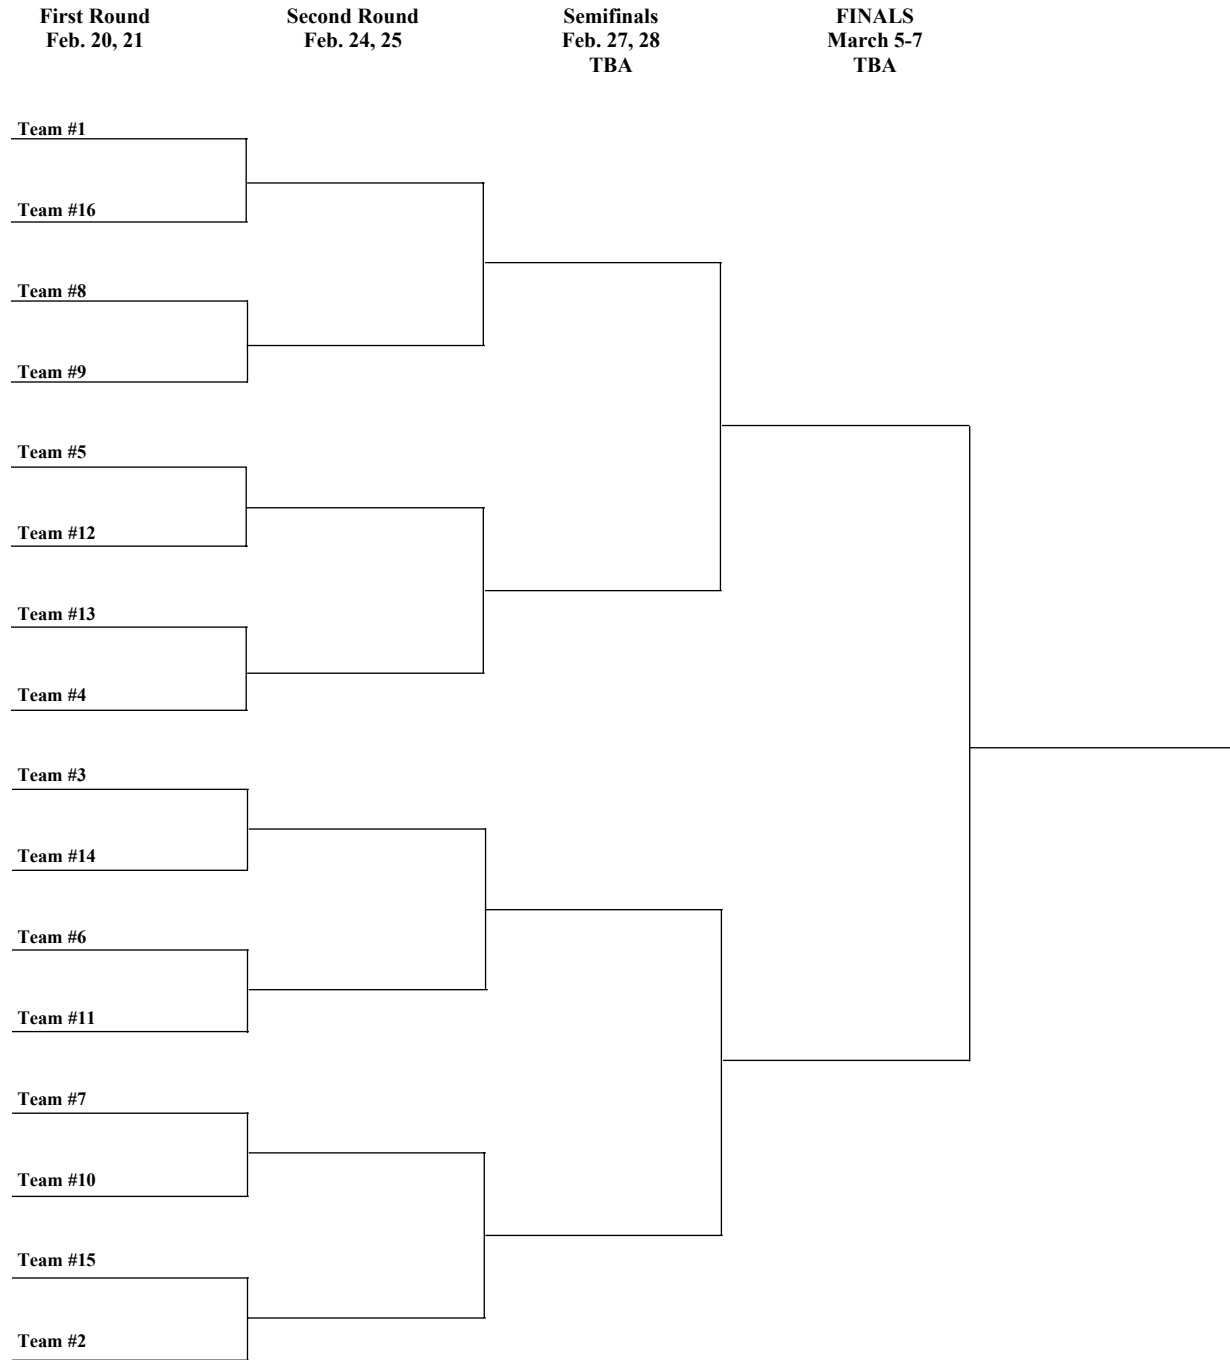 First Round
Feb. 20, 21
Second Round
Feb. 24, 25
Semifinals
Feb. 27, 28
TBA
FINALS
March 5-7
TBA
Team #1
Team #16
Team #8
Team #9
Team #5
Team #12
Team #13
Team #4
Team #3
Team #14
Team #6
Team #11
Team #7
Team #10
Team #15
Team #2